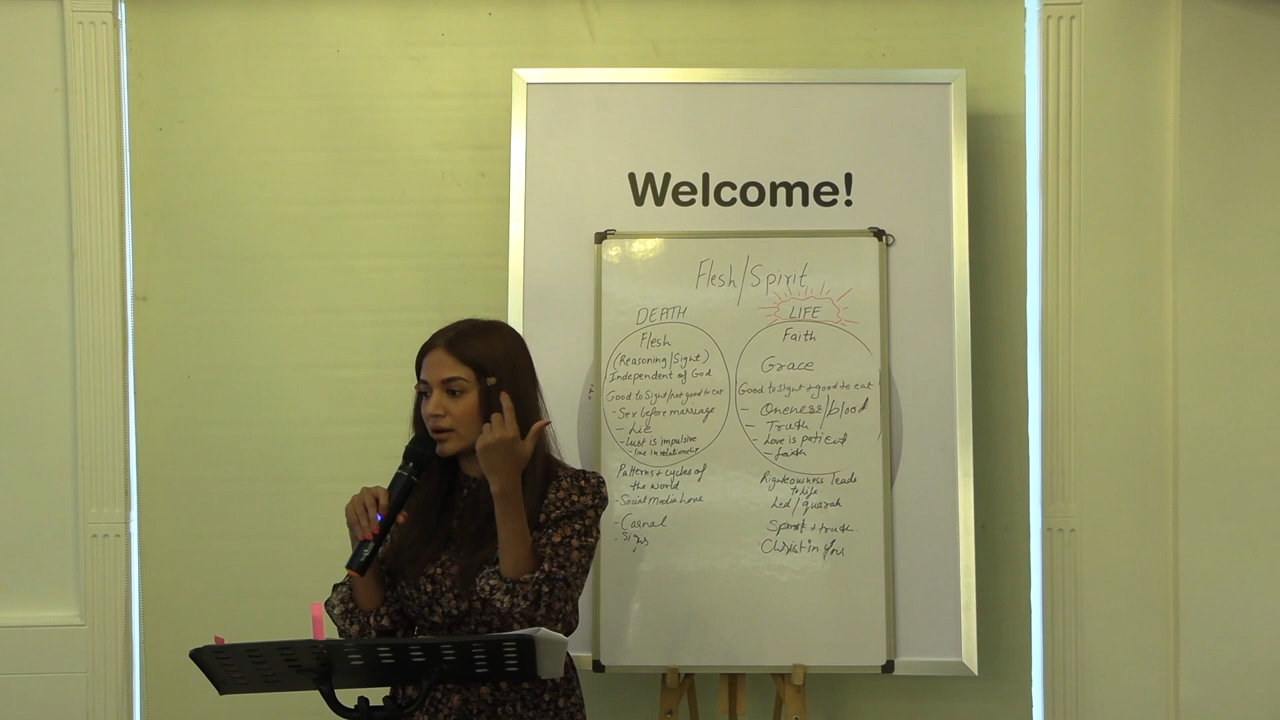 Welcome!
Flesh/Spirit
DEATH
Flesh
(Reasoning/Sight)
Independent of God
Good to Sight/not good to eat
- Sex before marriage
- Lie
- Lust is impulsive
Patterns + cycles of
the world
- Social media
- Carnal
LIFE
Faith
Grace
Good to sight + good to eat
- Oneness/blood
- Truth
- Love is patient
- faith
leads
to life
Led/
Spirit + truth
Christ in you